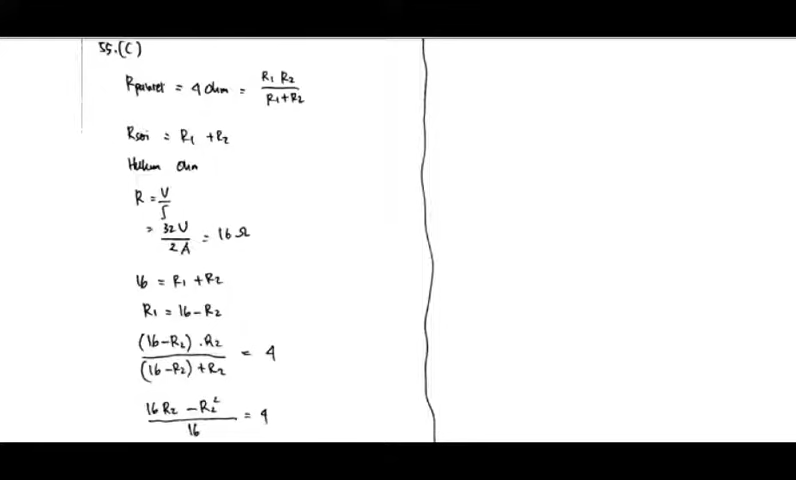 55.(C)
Rparalel = 4 Ohm = R₁ R₂ / R₁+R₂
Rseri = R₁ + R₂
Hukum Ohm
R = V / I
= 32 V / 2 A = 16 Ω
16 = R₁ + R₂
R₁ = 16 − R₂
(16−R₂) . R₂ / (16−R₂) + R₂ = 4
16 R₂ − R₂² / 16 = 4